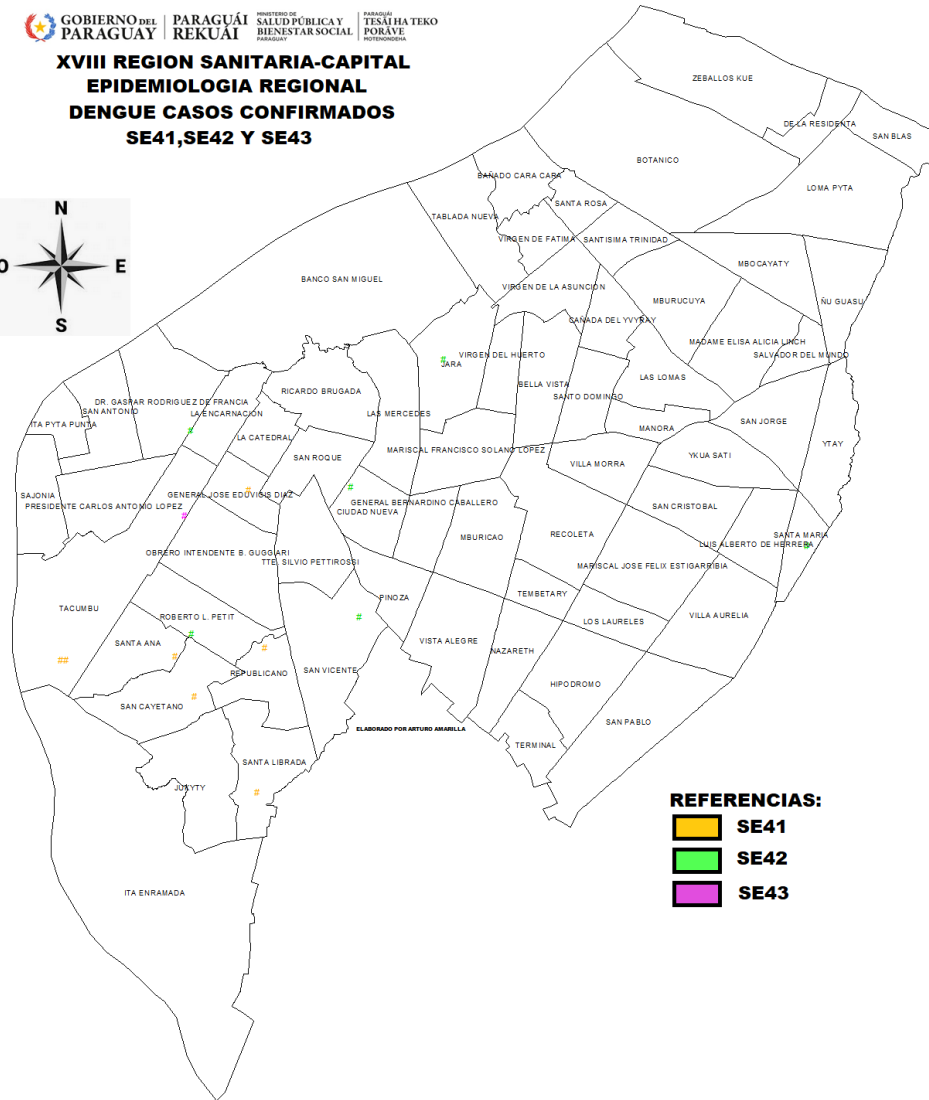 GOBIERNO DEL PARAGUAY
PARAGUÁI REKUÁI
MINISTERIO DE SALUD PÚBLICA Y BIENESTAR SOCIAL PARAGUAY
PARAGUÁI TESÃI HA TEKO PORÃVE MOTENONDEHA
XVIII REGION SANITARIA-CAPITAL
EPIDEMIOLOGIA REGIONAL
DENGUE CASOS CONFIRMADOS
SE41,SE42 Y SE43
N
O
E
S
ZEBALLOS KUE
DE LA RESIDENTA
SAN BLAS
BOTANICO
LOMA PYTA
BAÑADO CARA CARA
SANTA ROSA
TABLADA NUEVA
VIRGEN DE FATIMA
SANTISIMA TRINIDAD
MBOCAYATY
BANCO SAN MIGUEL
VIRGEN DE LA ASUNCION
MBURUCUYA
ÑU GUASU
CAÑADA DEL YVYRAY
MADAME ELISA ALICIA LINCH
SALVADOR DEL MUNDO
VIRGEN DEL HUERTO
#
JARA
LAS LOMAS
BELLA VISTA
SANTO DOMINGO
RICARDO BRUGADA
DR. GASPAR RODRIGUEZ DE FRANCIA
SAN ANTONIO
LA ENCARNACION
LAS MERCEDES
ITA PYTA PUNTA
#
LA CATEDRAL
MANORA
SAN JORGE
YTAY
MARISCAL FRANCISCO SOLANO LOPEZ
SAN ROQUE
VILLA MORRA
YKUA SATI
SAJONIA
GENERAL JOSE EDUVIGIS DIAZ
#
#
PRESIDENTE CARLOS ANTONIO LOPEZ
#
GENERAL BERNARDINO CABALLERO
CIUDAD NUEVA
SAN CRISTOBAL
MBURICAO
RECOLETA
SANTA MARIA
LUIS ALBERTO DE HERRERA
#
OBRERO INTENDENTE B. GUGGIARI
TTE. SILVIO PETTIROSSI
MARISCAL JOSE FELIX ESTIGARRIBIA
PINOZA
TEMBETARY
TACUMBU
ROBERTO L. PETIT
#
#
LOS LAURELES
VILLA AURELIA
SANTA ANA
#
#
##
VISTA ALEGRE
NAZARETH
REPUBLICANO
SAN VICENTE
HIPODROMO
SAN CAYETANO
#
SAN PABLO
ELABORADO POR ARTURO AMARILLA
TERMINAL
SANTA LIBRADA
JUKYTY
#
ITA ENRAMADA
REFERENCIAS:
SE41
SE42
SE43